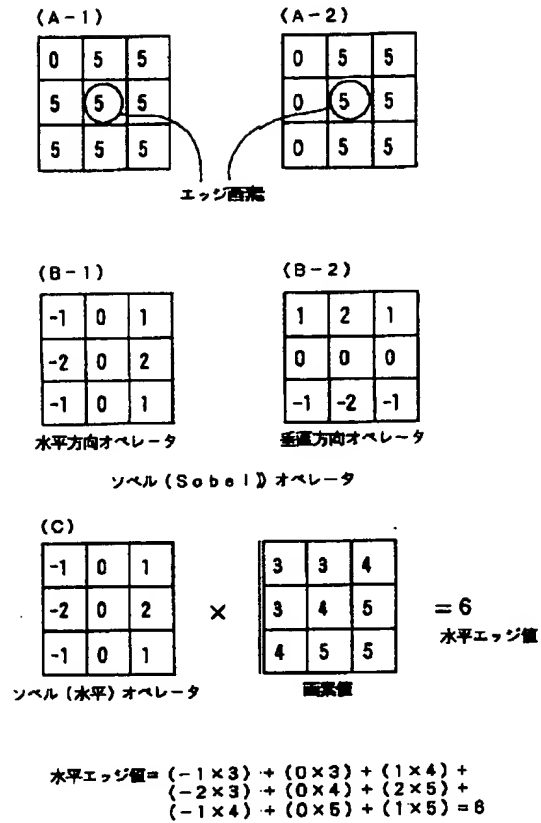 (A-1) (A-2)
0 5 5 0 5 5
5 5 5 0 5 5
5 5 5 0 5 5
エッジ画素
(B-1) (B-2)
-1 0 1 1 2 1
-2 0 2 0 0 0
-1 0 1 -1 -2 -1
水平方向オペレータ 垂直方向オペレータ
ソベル(Sobel)オペレータ
(C)
-1 0 1 3 3 4
-2 0 2 × 3 4 5 =6
-1 0 1 4 5 5 水平エッジ値
ソベル(水平)オペレータ 画素値
水平エッジ値=(-1×3)+(0×3)+(1×4)+
(-2×3)+(0×4)+(2×5)+
(-1×4)+(0×5)+(1×5)=6